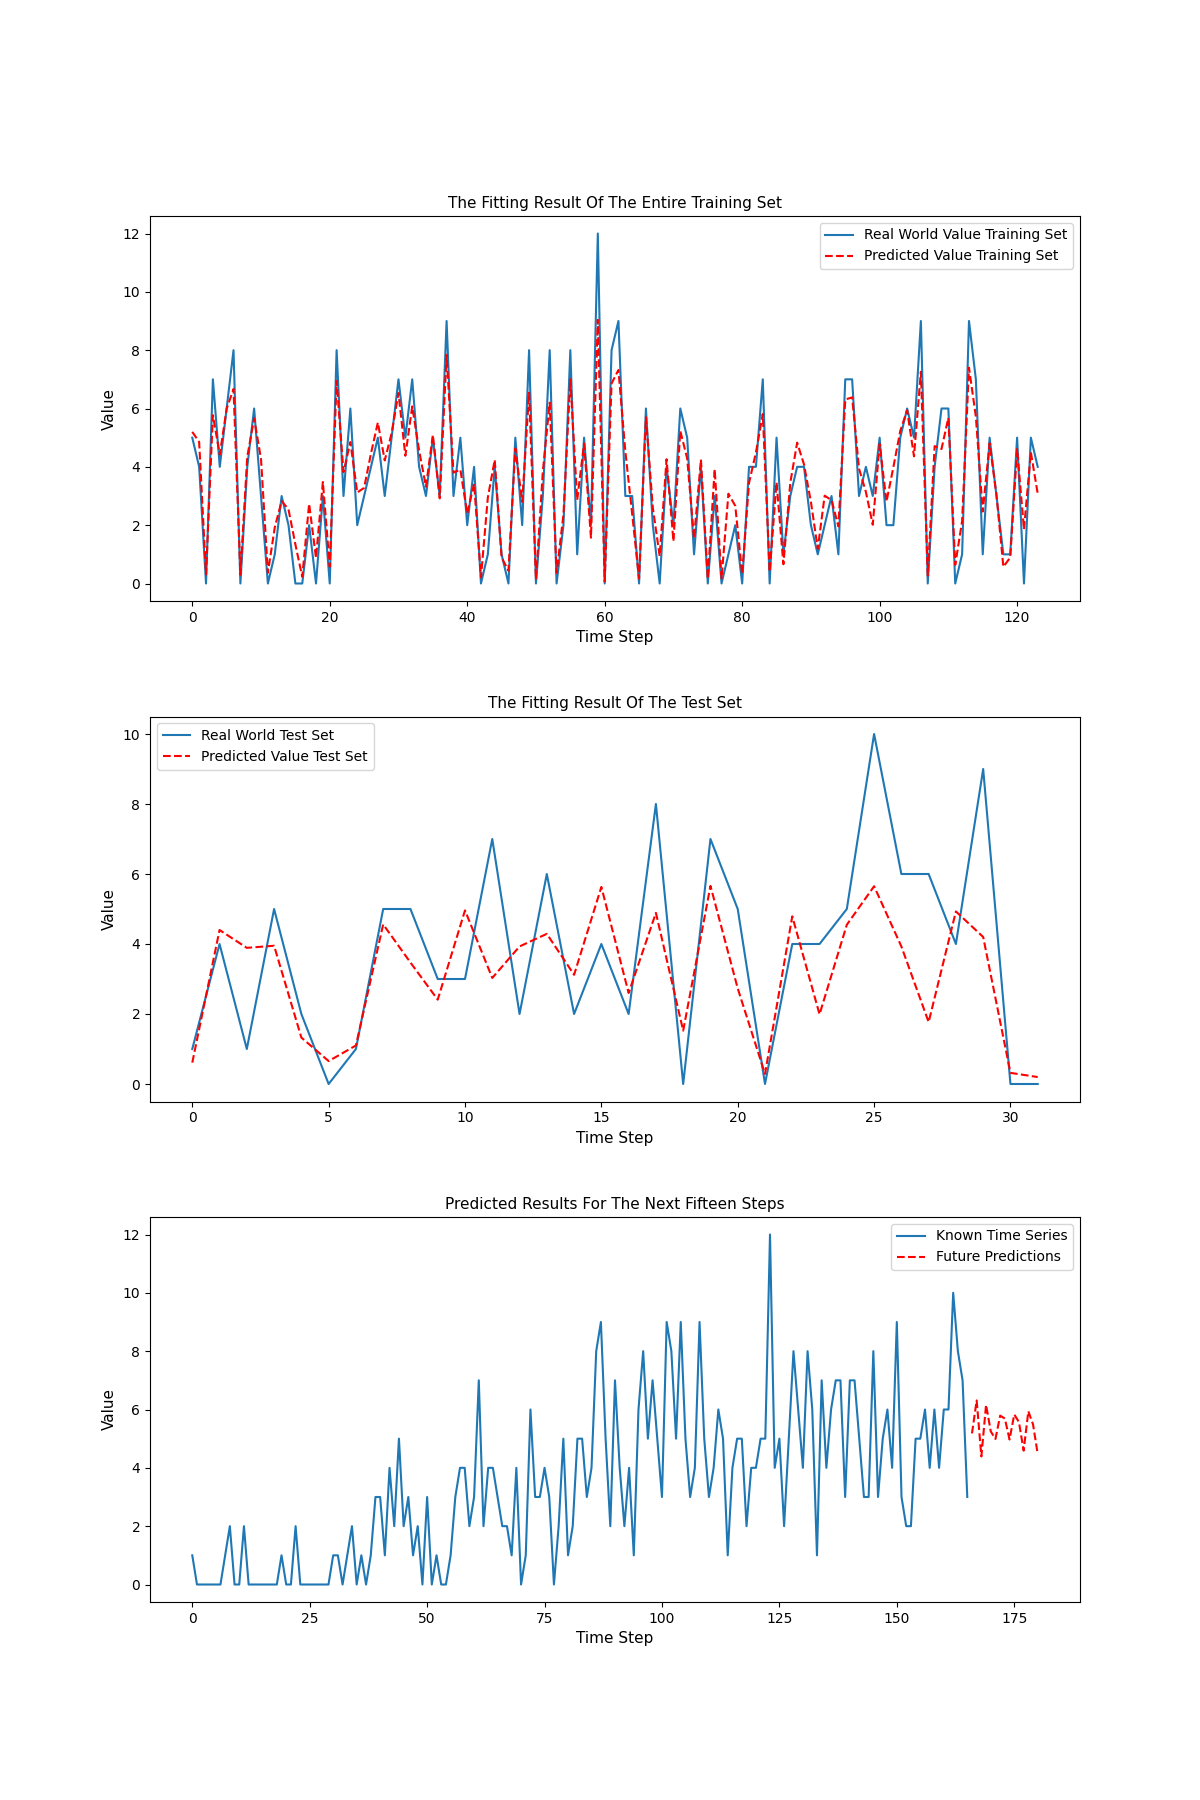 The Fitting Result Of The Entire Training Set
Real World Value Training Set
Predicted Value Training Set
Value
12
10
8
6
4
2
0
0 20 40 60 80 100 120
Time Step
The Fitting Result Of The Test Set
Real World Test Set
Predicted Value Test Set
Value
10
8
6
4
2
0
0 5 10 15 20 25 30
Time Step
Predicted Results For The Next Fifteen Steps
Known Time Series
Future Predictions
Value
12
10
8
6
4
2
0
0 25 50 75 100 125 150 175
Time Step